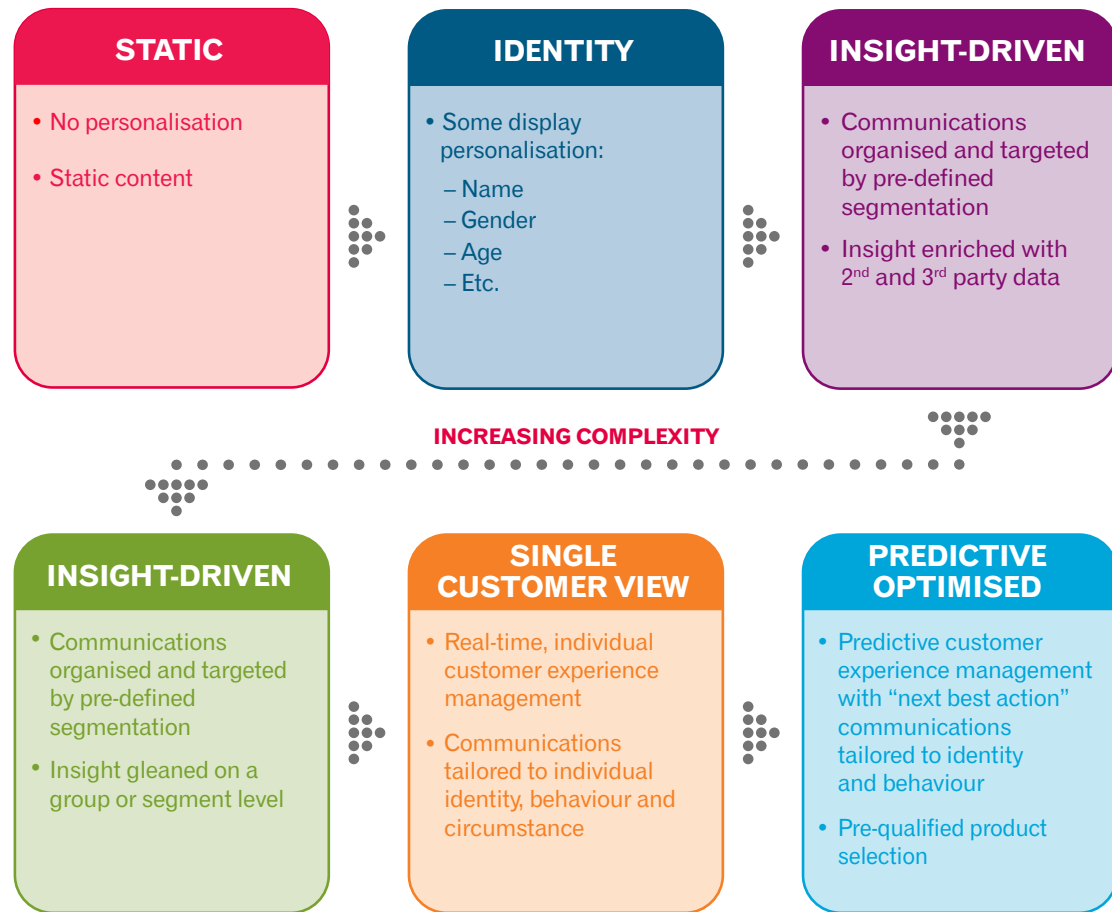 STATIC
• No personalisation
• Static content
IDENTITY
• Some display
personalisation:
– Name
– Gender
– Age
– Etc.
INSIGHT-DRIVEN
• Communications
organised and targeted
by pre-defined
segmentation
• Insight enriched with
2nd and 3rd party data
INCREASING COMPLEXITY
INSIGHT-DRIVEN
• Communications
organised and targeted
by pre-defined
segmentation
• Insight gleaned on a
group or segment level
SINGLE
CUSTOMER VIEW
• Real-time, individual
customer experience
management
• Communications
tailored to individual
identity, behaviour and
circumstance
PREDICTIVE
OPTIMISED
• Predictive customer
experience management
with “next best action”
communications
tailored to identity
and behaviour
• Pre-qualified product
selection